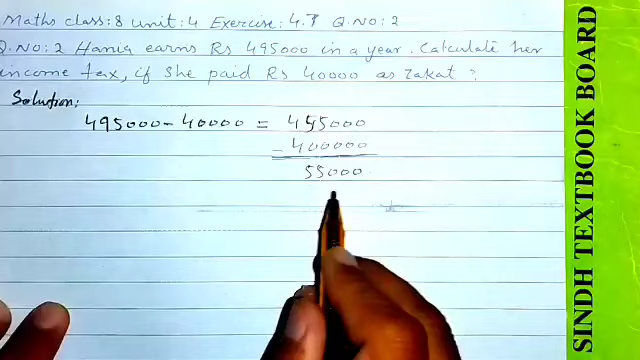 Maths class:8 unit:4 Exercise:4.7 Q.NO:2
Q.NO:2 Hania earns Rs 495000 in a year. Calculate her
income tax, if she paid Rs 40000 as zakat?
Solution:
495000-40000 = 455000
- 400000
55000
SINDH TEXTBOOK BOARD